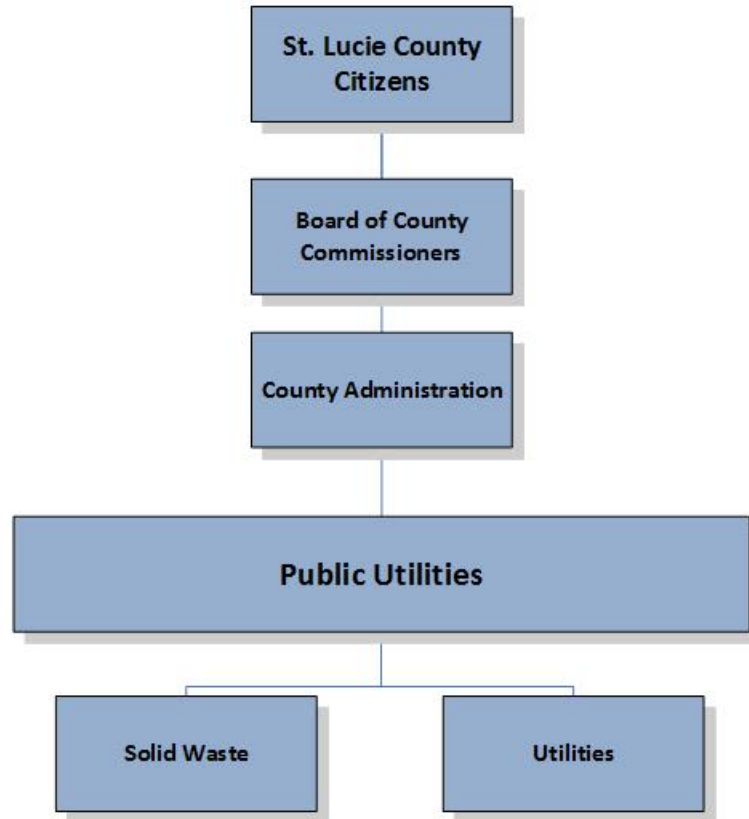 St. Lucie County
Citizens
Board of County
Commissioners
County Administration
Public Utilities
Solid Waste
Utilities